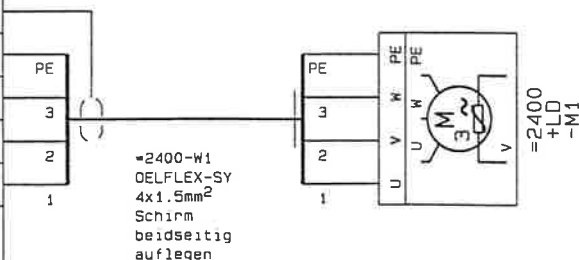 PE
3
2
1
=2400-W1
OELFLEX-SY
4x1.5mm²
Schirm
beidseitig
auflegen
PE
3
2
1
PE
W
V
U
PE
W
U
V
M
3~
=2400
+LD
-M1